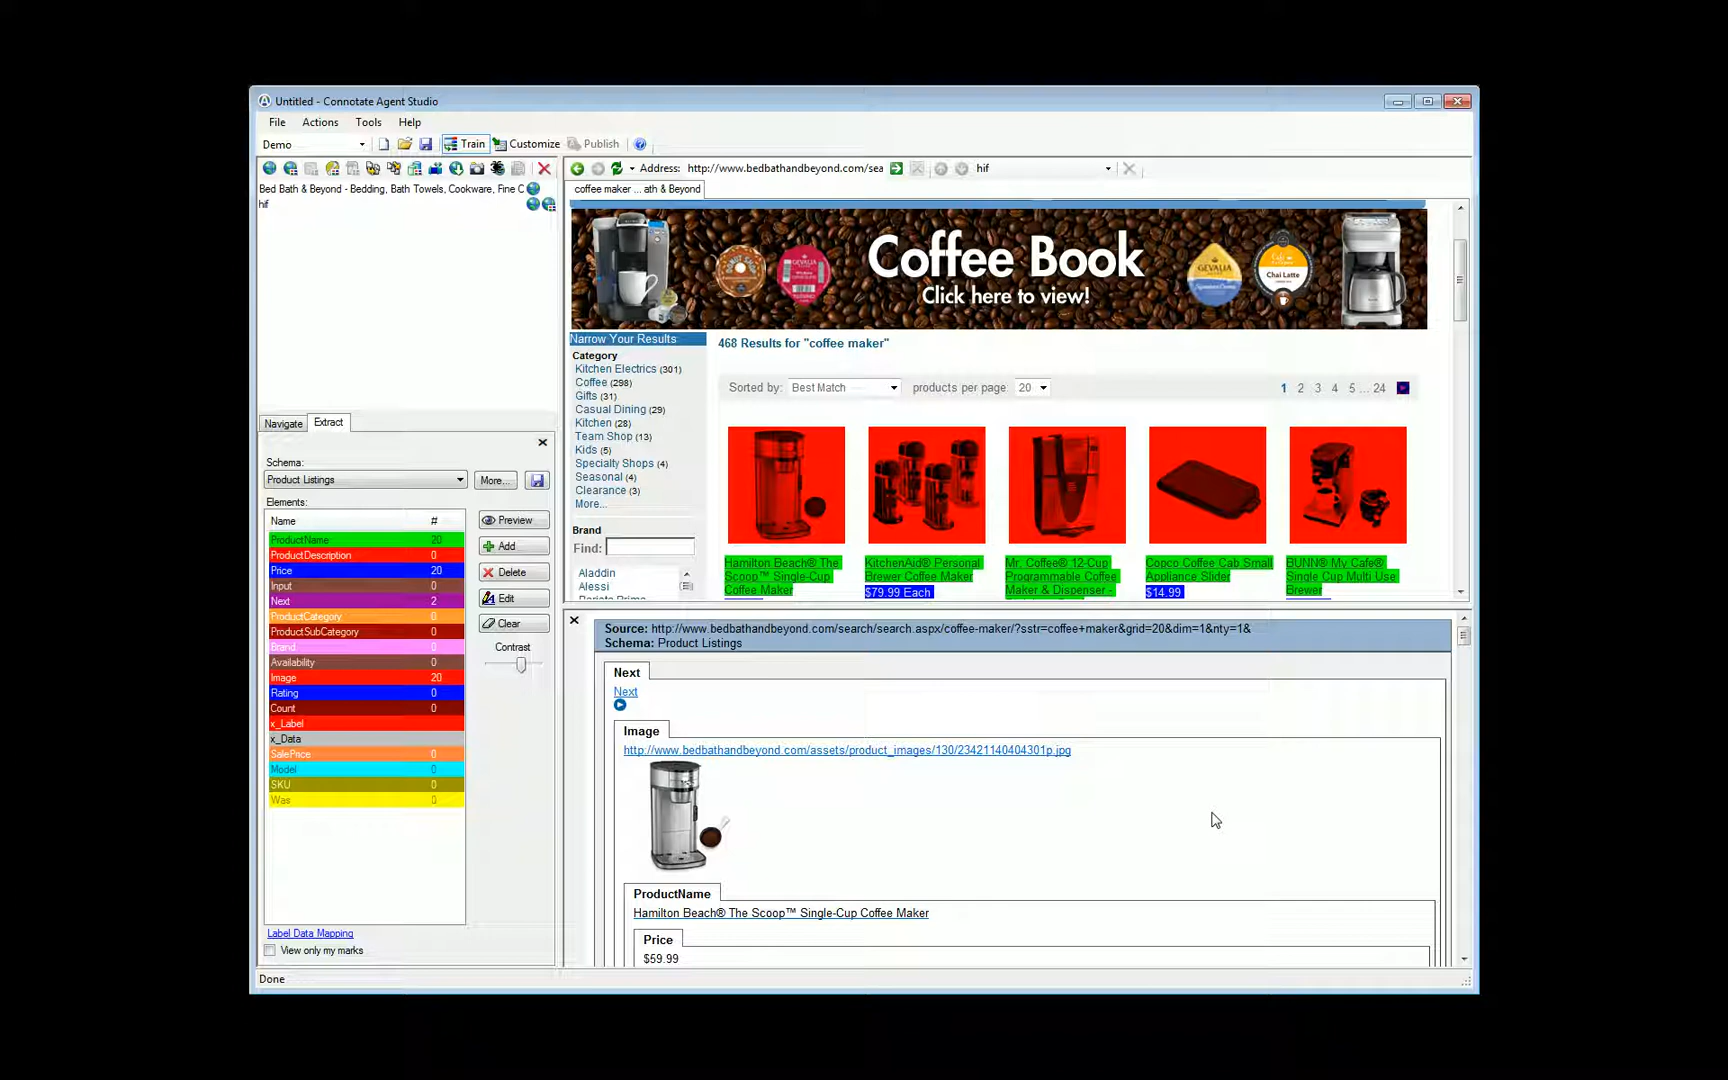 Untitled - Connotate Agent Studio
File Actions Tools Help
Demo Train Customize Publish
Address: http://www.bedbathandbeyond.com/sea hif
Bed Bath & Beyond - Bedding, Bath Towels, Cookware, Fine C
hif
coffee maker ... ath & Beyond
Coffee Book
Click here to view!
GEVALIA
GEVALIA
Chai Latte
Narrow Your Results
Category
Kitchen Electrics (301)
Coffee (298)
Gifts (31)
Casual Dining (29)
Kitchen (28)
Team Shop (13)
Kids (5)
Specialty Shops (4)
Seasonal (4)
Clearance (3)
More...
Brand
Find:
Aladdin
Alessi
468 Results for "coffee maker"
Sorted by: Best Match products per page: 20 1 2 3 4 5 ... 24
Hamilton Beach® The
Scoop™ Single-Cup
Coffee Maker
KitchenAid® Personal
Brewer Coffee Maker
$79.99 Each
Mr. Coffee® 12-Cup
Programmable Coffee
Maker & Dispenser -
Copco Coffee Cab Small
Appliance Slider
$14.99
BUNN® My Cafe®
Single Cup Multi Use
Brewer
Navigate Extract
Schema:
Product Listings More...
Elements:
Name #
ProductName 20
ProductDescription 0
Price 20
Input 0
Next 2
ProductCategory 0
ProductSubCategory 0
Brand 0
Availability 0
Image 20
Rating 0
Count 0
x_Label
x_Data
SalePrice 0
Model 0
SKU 0
Was 0
Preview
Add
Delete
Edit
Clear
Contrast
Label Data Mapping
View only my marks
Source: http://www.bedbathandbeyond.com/search/search.aspx/coffee-maker/?sstr=coffee+maker&grid=20&dim=1&nty=1&
Schema: Product Listings
Next
Next
Image
http://www.bedbathandbeyond.com/assets/product_images/130/23421140404301p.jpg
ProductName
Hamilton Beach® The Scoop™ Single-Cup Coffee Maker
Price
$59.99
Done